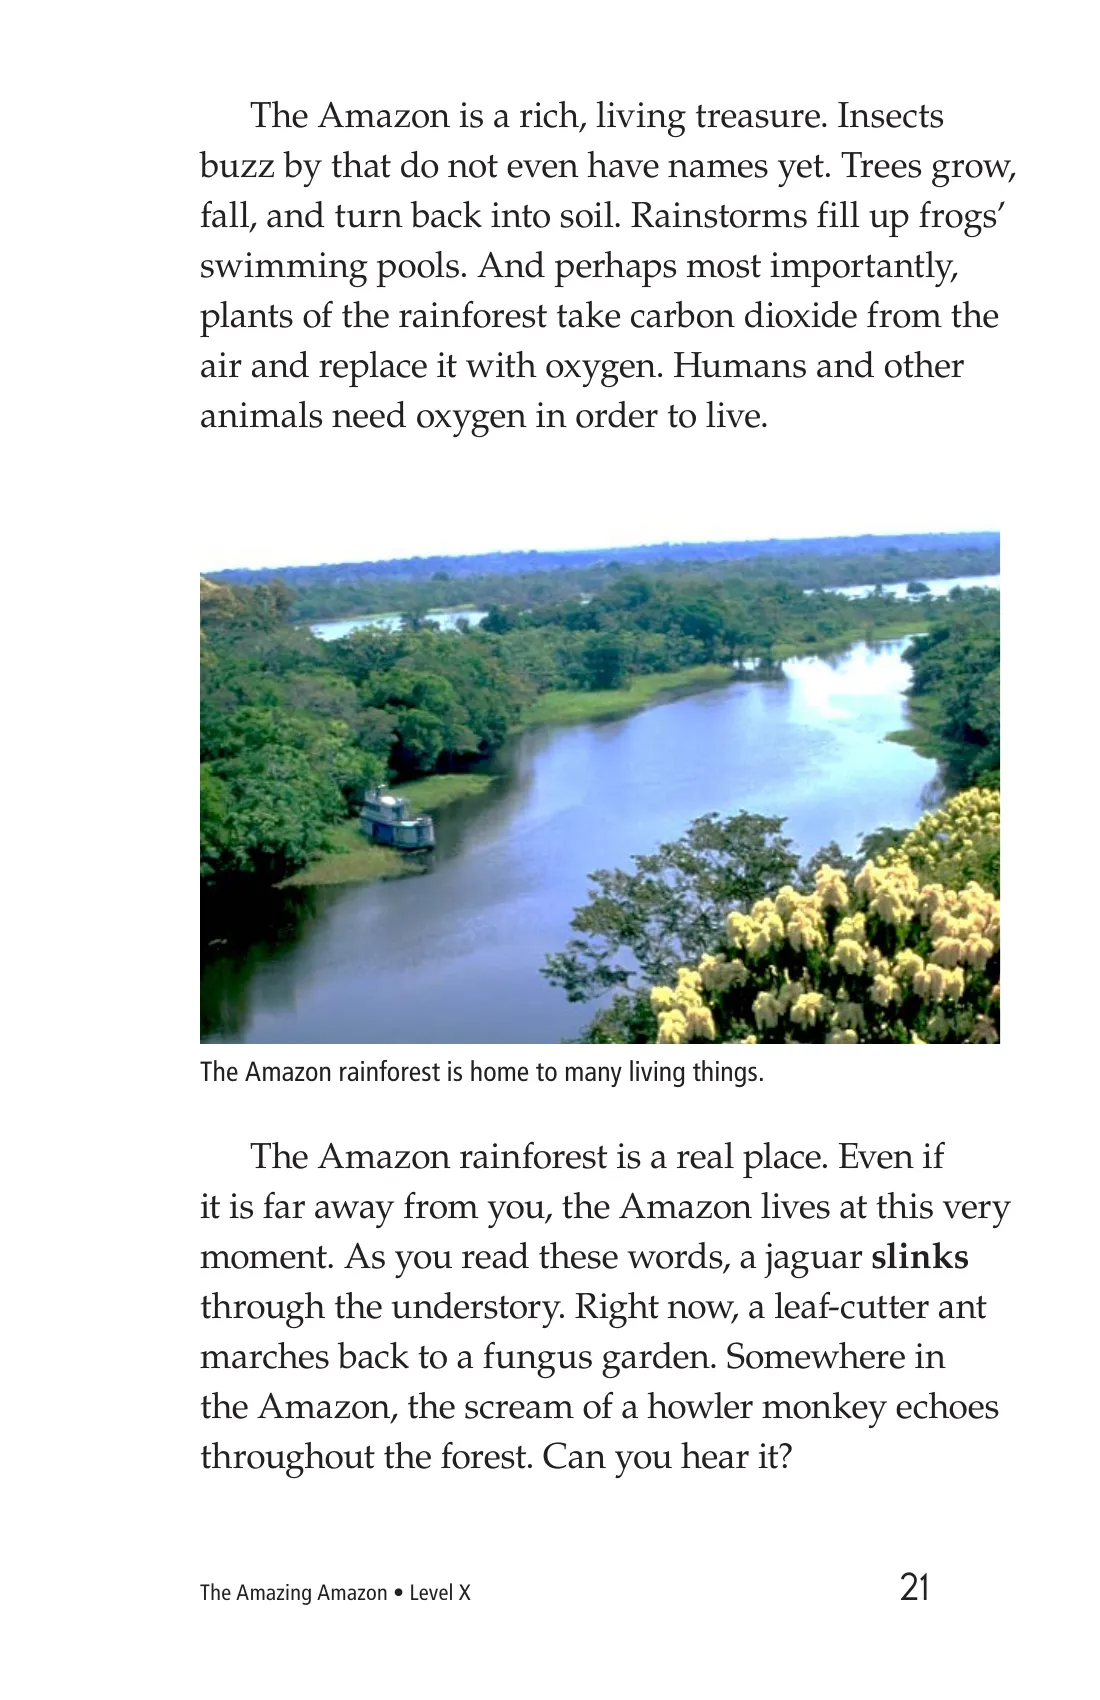 The Amazon is a rich, living treasure. Insects
buzz by that do not even have names yet. Trees grow,
fall, and turn back into soil. Rainstorms fill up frogs’
swimming pools. And perhaps most importantly,
plants of the rainforest take carbon dioxide from the
air and replace it with oxygen. Humans and other
animals need oxygen in order to live.
The Amazon rainforest is home to many living things.
The Amazon rainforest is a real place. Even if
it is far away from you, the Amazon lives at this very
moment. As you read these words, a jaguar slinks
through the understory. Right now, a leaf-cutter ant
marches back to a fungus garden. Somewhere in
the Amazon, the scream of a howler monkey echoes
throughout the forest. Can you hear it?
The Amazing Amazon • Level X
21